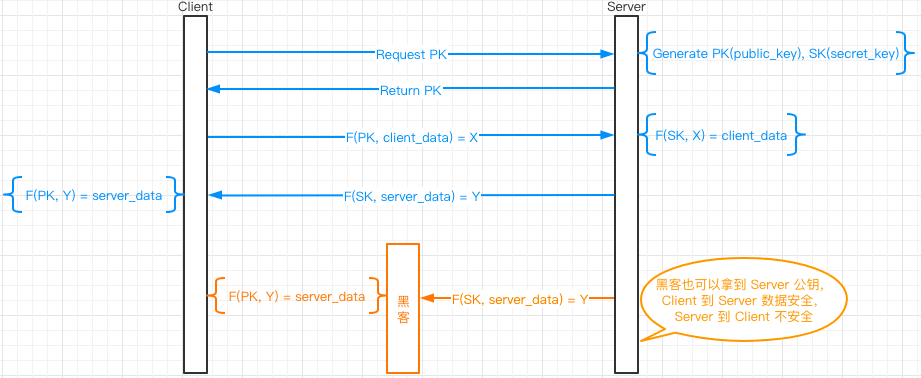 Client
Server
Request PK
Generate PK(public_key), SK(secret_key)
Return PK
F(PK, client_data) = X
F(SK, X) = client_data
F(PK, Y) = server_data
F(SK, server_data) = Y
F(PK, Y) = server_data
黑
客
F(SK, server_data) = Y
黑客也可以拿到 Server 公钥,
Client 到 Server 数据安全,
Server 到 Client 不安全